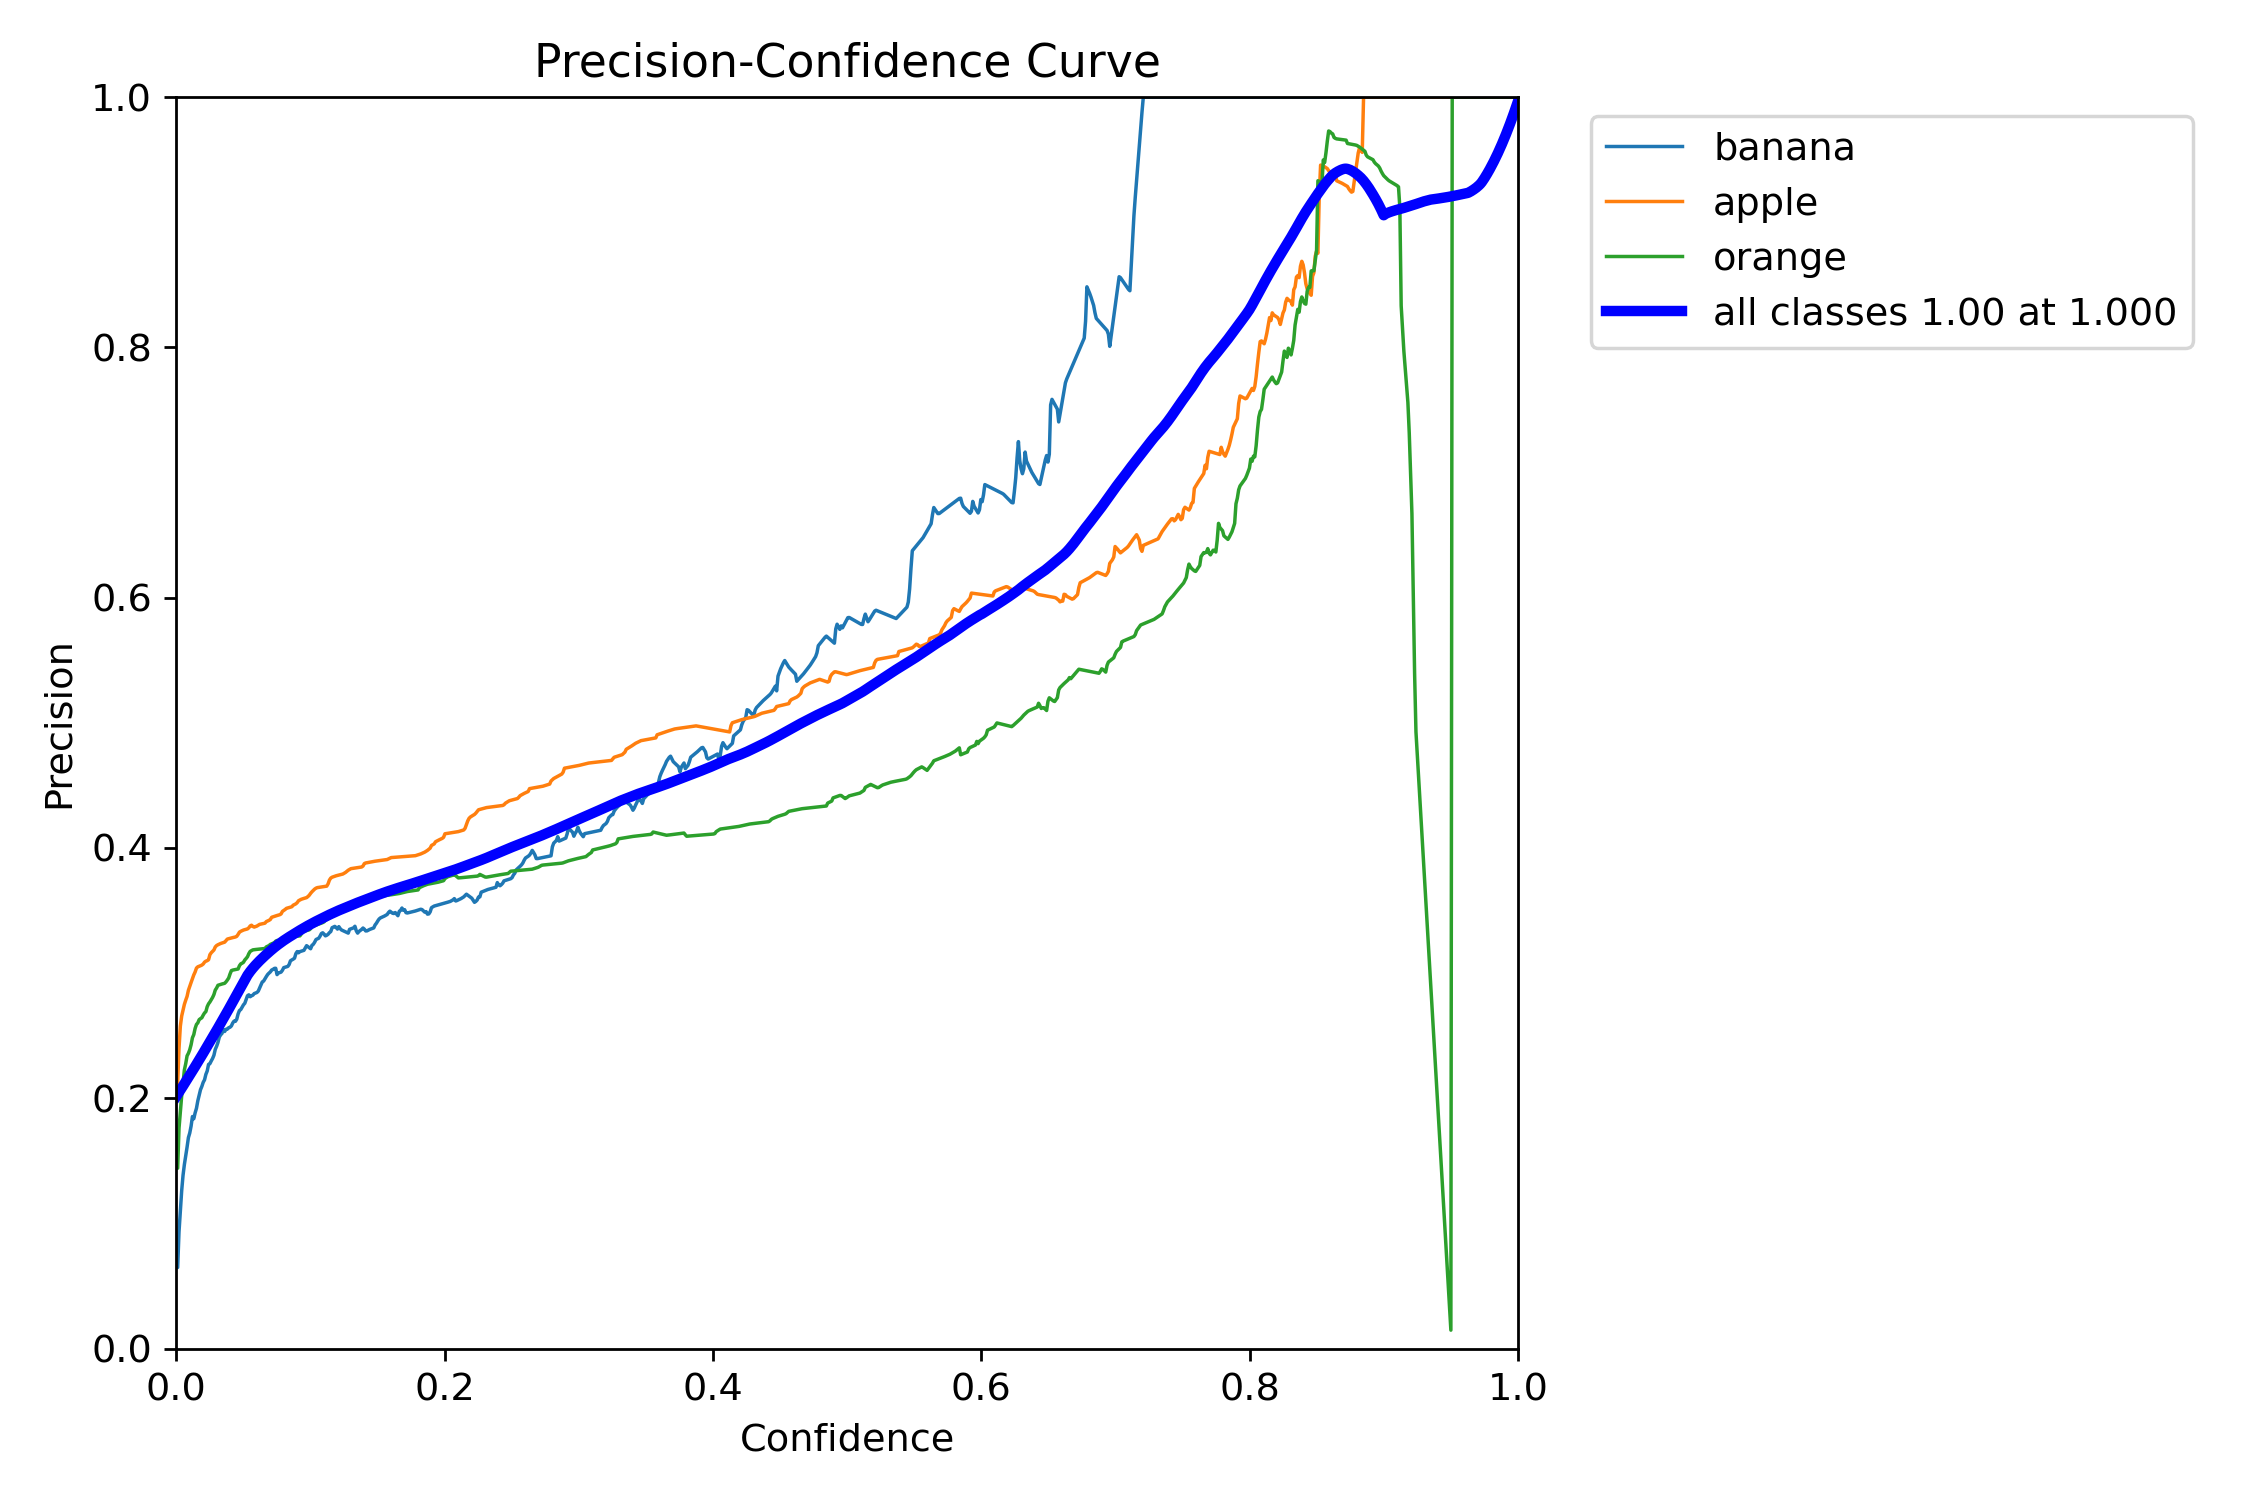 Precision-Confidence Curve
1.0
0.8
0.6
0.4
0.2
0.0
Precision
0.0 0.2 0.4 0.6 0.8 1.0
Confidence
banana
apple
orange
all classes 1.00 at 1.000